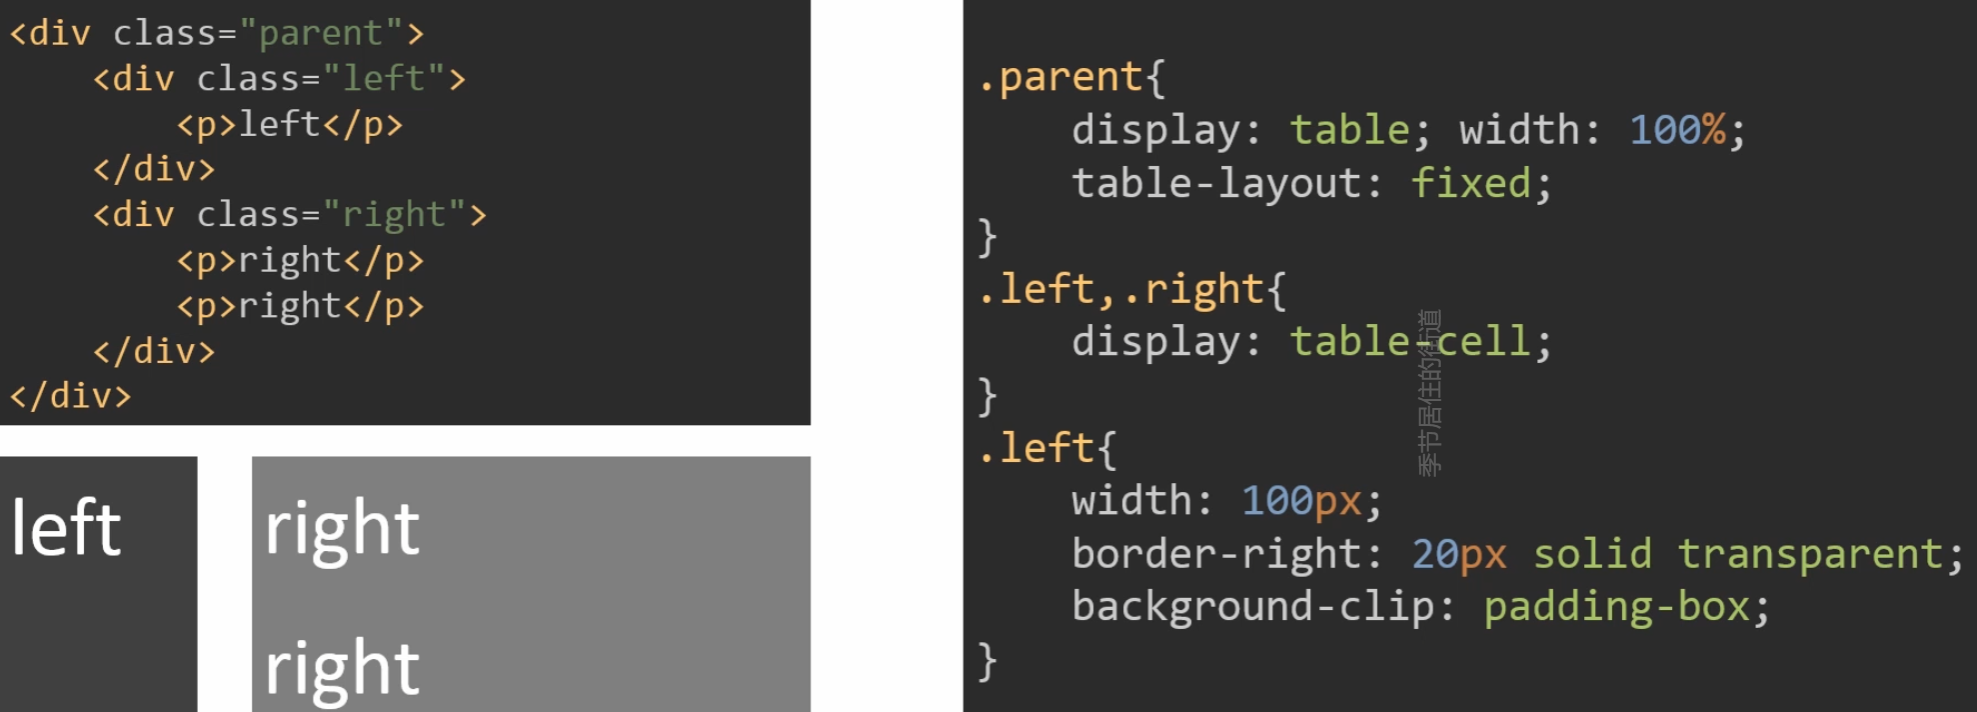 <div class="parent">
    <div class="left">
        <p>left</p>
    </div>
    <div class="right">
        <p>right</p>
        <p>right</p>
    </div>
</div>
left
right
right
.parent{
    display: table; width: 100%;
    table-layout: fixed;
}
.left,.right{
    display: table-cell;
}
.left{
    width: 100px;
    border-right: 20px solid transparent;
    background-clip: padding-box;
}
季节居住的街道